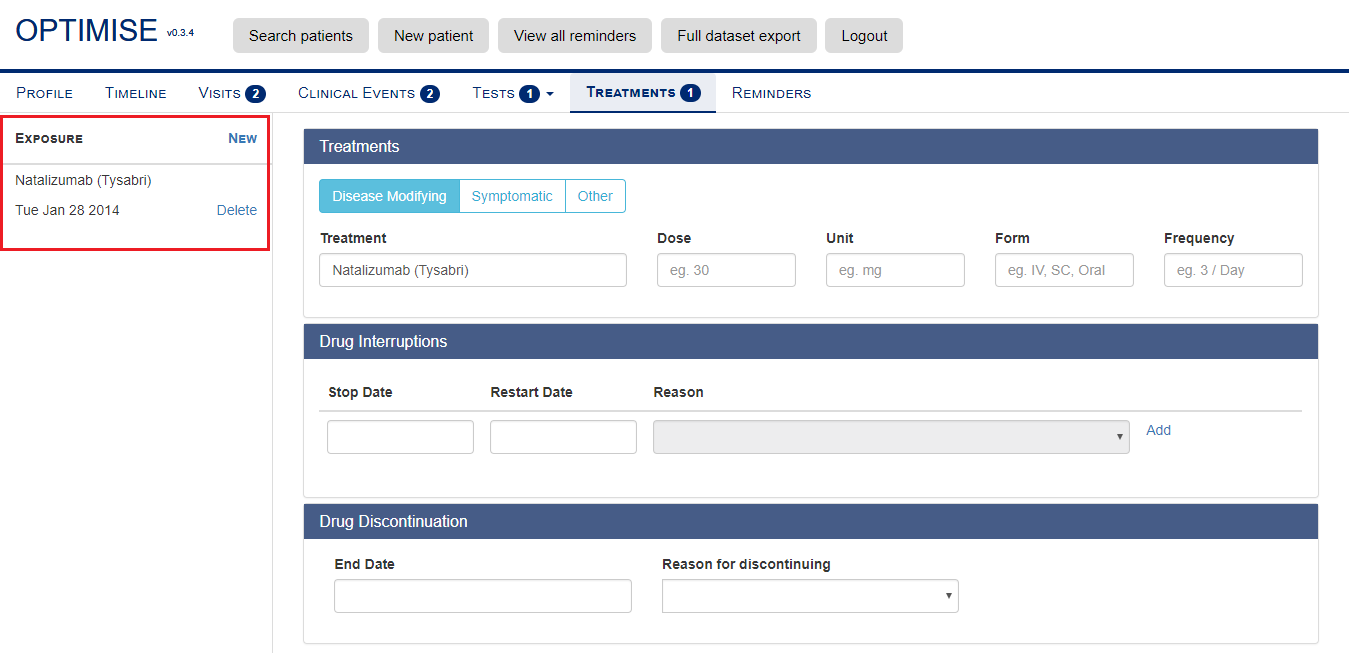 OPTIMISE v0.3.4 Search patients New patient View all reminders Full dataset export Logout
PROFILE TIMELINE VISITS 2 CLINICAL EVENTS 2 TESTS 1 TREATMENTS 1 REMINDERS
EXPOSURE NEW
Natalizumab (Tysabri)
Tue Jan 28 2014 Delete
Treatments
Disease Modifying Symptomatic Other
Treatment Dose Unit Form Frequency
Natalizumab (Tysabri) eg. 30 eg. mg eg. IV, SC, Oral eg. 3 / Day
Drug Interruptions
Stop Date Restart Date Reason
Add
Drug Discontinuation
End Date Reason for discontinuing